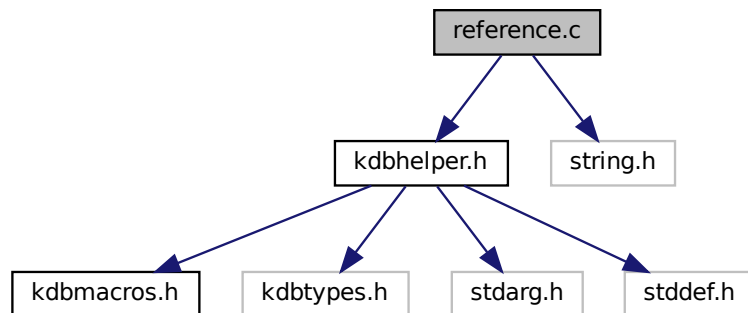 reference.c
kdbhelper.h
string.h
kdbmacros.h
kdbtypes.h
stdarg.h
stddef.h